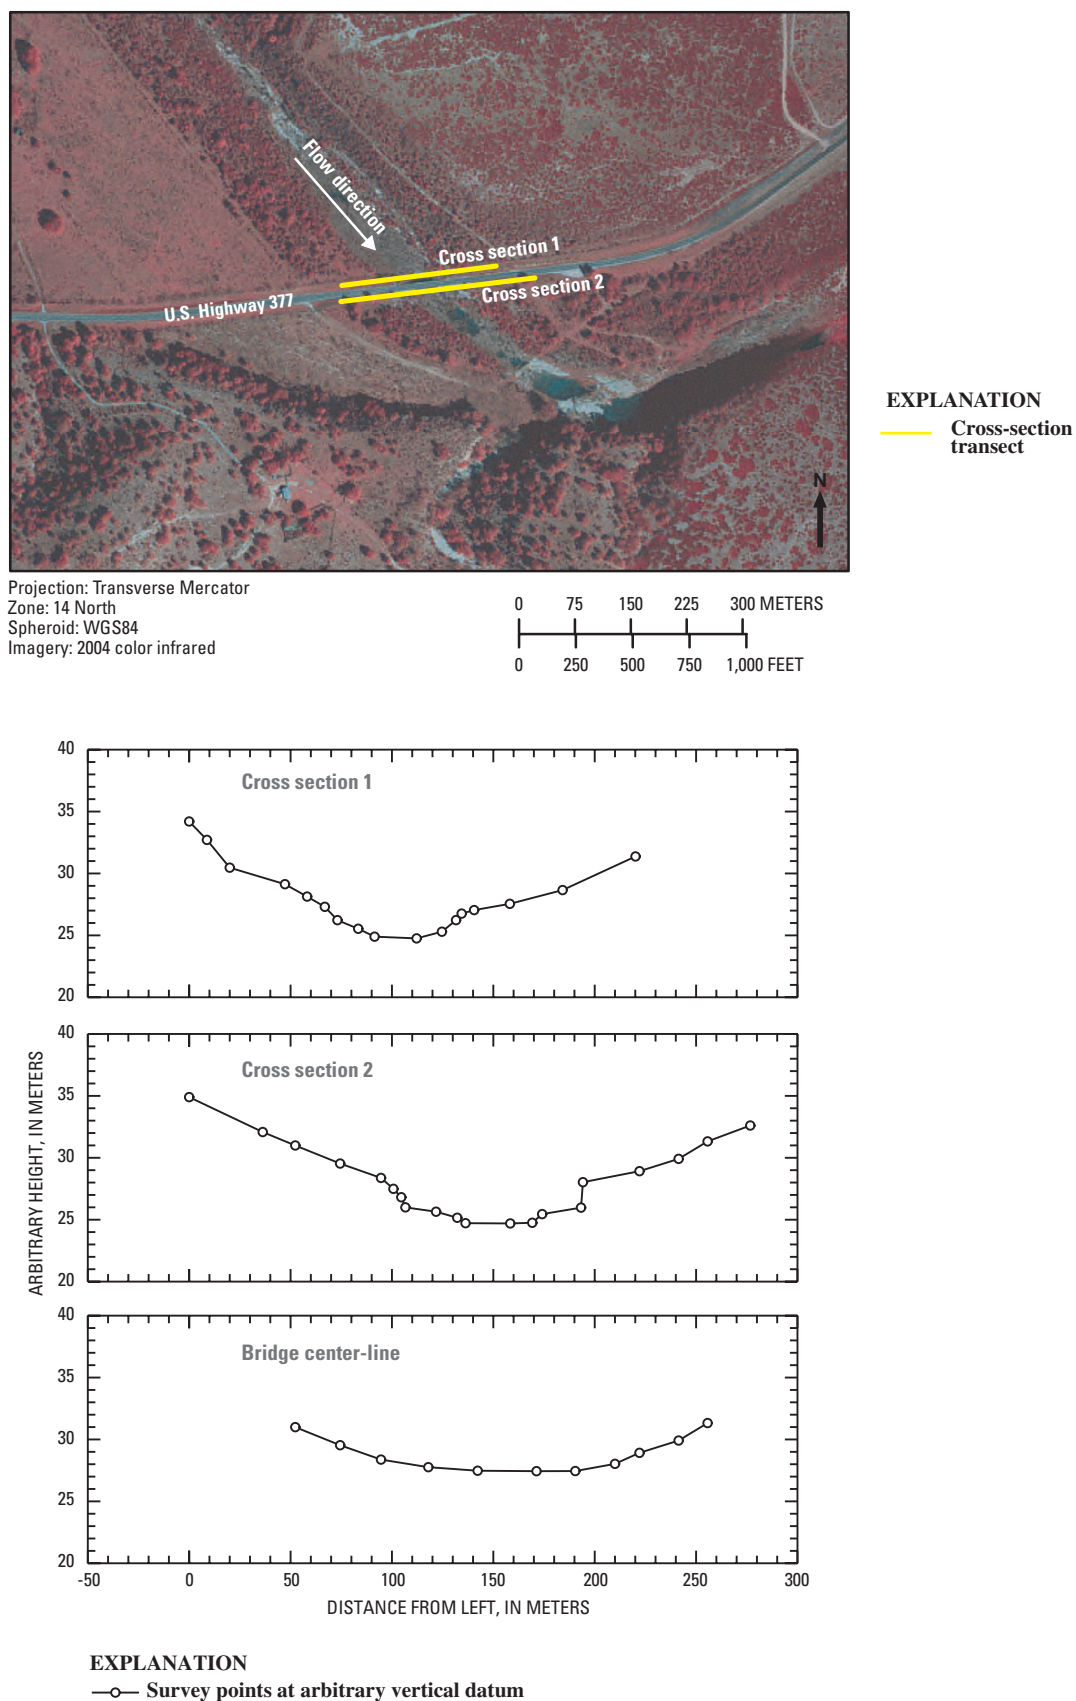 Flow direction
Cross section 1
Cross section 2
U.S. Highway 377
N
EXPLANATION
Cross-section
transect
Projection: Transverse Mercator
Zone: 14 North
Spheroid: WGS84
Imagery: 2004 color infrared
0 75 150 225 300 METERS
0 250 500 750 1,000 FEET
40
Cross section 1
35
30
25
20
40
Cross section 2
35
30
25
20
ARBITRARY HEIGHT, IN METERS
40
Bridge center-line
35
30
25
20
-50 0 50 100 150 200 250 300
DISTANCE FROM LEFT, IN METERS
EXPLANATION
Survey points at arbitrary vertical datum